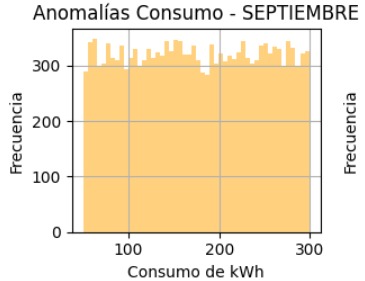 Anomalías Consumo - SEPTIEMBRE
Frecuencia
300
200
100
0
100 200 300
Consumo de kWh
Frecuencia